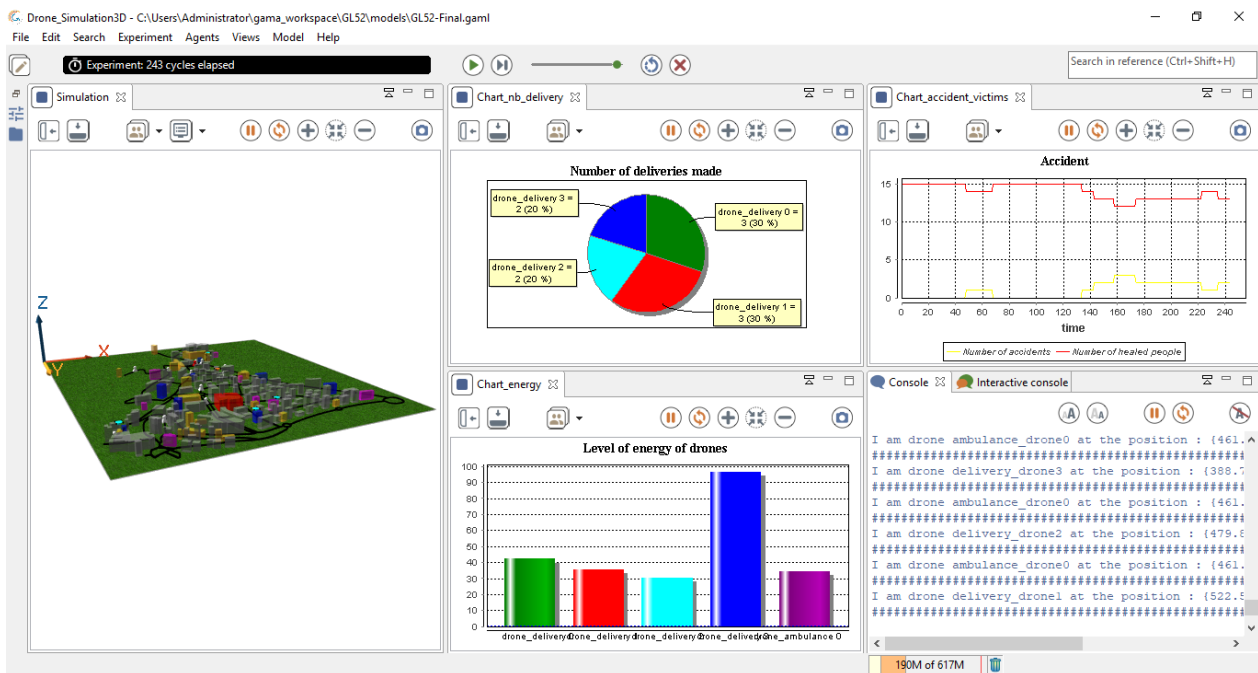 Drone_Simulation3D - C:\Users\Administrator\gama_workspace\GL52\models\GL52-Final.gaml
File Edit Search Experiment Agents Views Model Help
Experiment: 243 cycles elapsed
Search in reference (Ctrl+Shift+H)
Simulation
Z
X
Y
Chart_nb_delivery
Number of deliveries made
drone_delivery 3 =
2 (20 %)
drone_delivery 0 =
3 (30 %)
drone_delivery 2 =
2 (20 %)
drone_delivery 1 =
3 (30 %)
Chart_accident_victims
Accident
15
10
5
0
0 20 40 60 80 100 120 140 160 180 200 220 240
time
Number of accidents Number of healed people
Chart_energy
Level of energy of drones
100
90
80
70
60
50
40
30
20
10
0
drone_delivery drone_delivery drone_delivery drone_delivery drone_ambulance 0
Console Interactive console
I am drone ambulance_drone0 at the position : {461.
##############################################
I am drone delivery_drone3 at the position : {388.7
##############################################
I am drone ambulance_drone0 at the position : {461.
##############################################
I am drone delivery_drone2 at the position : {479.8
##############################################
I am drone ambulance_drone0 at the position : {461.
##############################################
I am drone delivery_drone1 at the position : {522.5
##############################################
190M of 617M